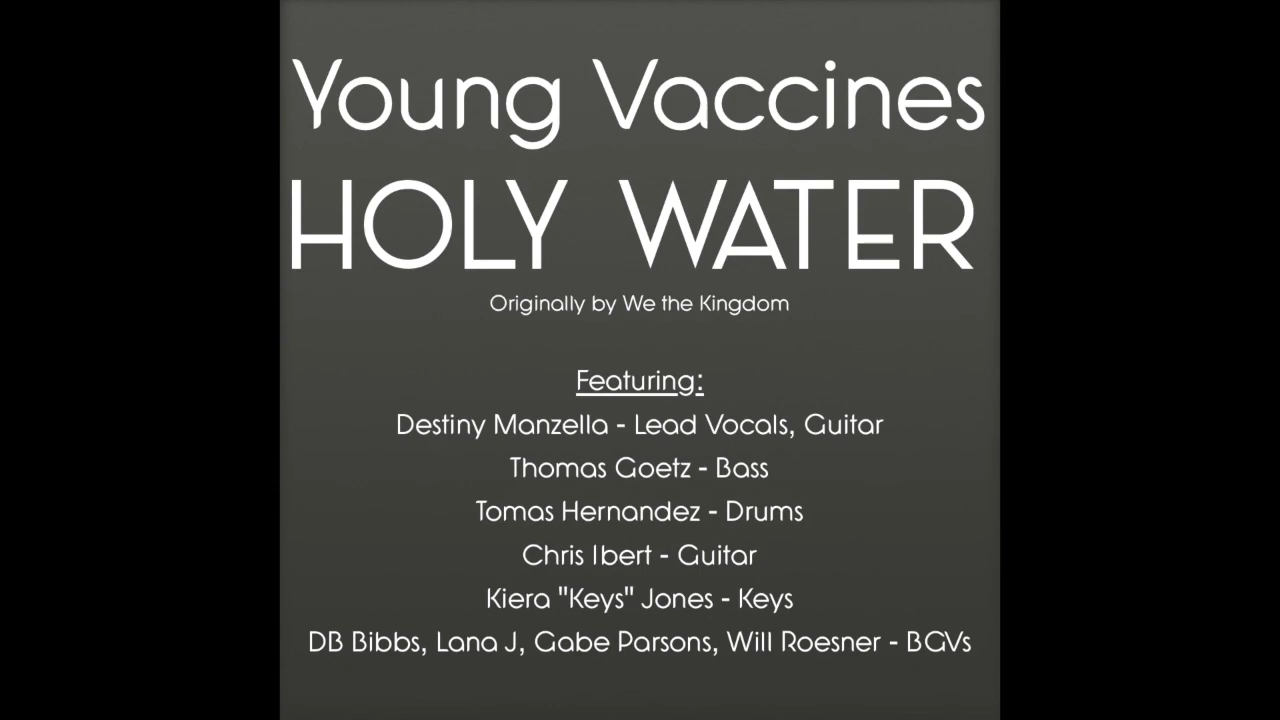 Young Vaccines
HOLY WATER
Originally by We the Kingdom
Featuring:
Destiny Manzella - Lead Vocals, Guitar
Thomas Goetz - Bass
Tomas Hernandez - Drums
Chris Ibert - Guitar
Kiera "Keys" Jones - Keys
DB Bibbs, Lana J, Gabe Parsons, Will Roesner - BGVs